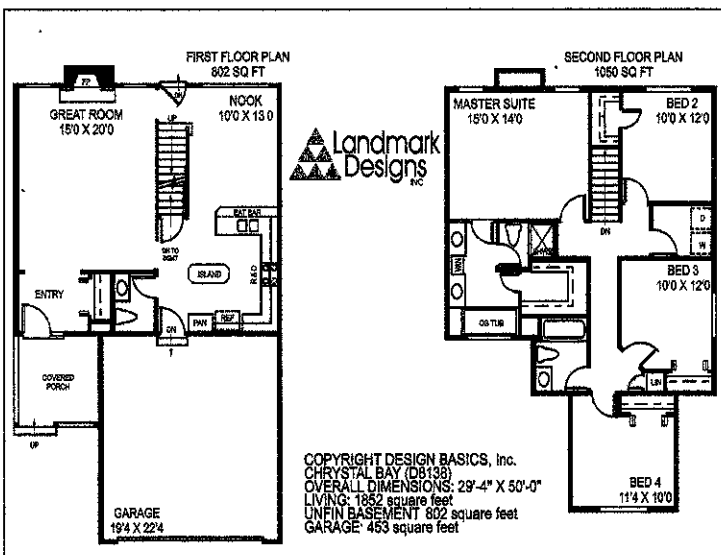 FIRST FLOOR PLAN
802 SQ FT
FP
GREAT ROOM
15'0 X 20'0
DN
NOOK
10'0 X 13 0
UP
EAT BAR
DN TO
ISLAND
R&D
ENTRY
PAN
REF
DN
COVERED
PORCH
UP
GARAGE
19'4 X 22'4
Landmark
Designs
INC
SECOND FLOOR PLAN
1050 SQ FT
MASTER SUITE
15'0 X 14'0
BED 2
10'0 X 12'0
DN
D
W
BED 3
10'0 X 12'0
OS TUB
LIN
BED 4
11'4 X 10'0
COPYRIGHT DESIGN BASICS, Inc.
CHRYSTAL BAY (DB138)
OVERALL DIMENSIONS: 29'-4" X 50'-0"
LIVING: 1852 square feet
UNFIN BASEMENT 802 square feet
GARAGE: 453 square feet